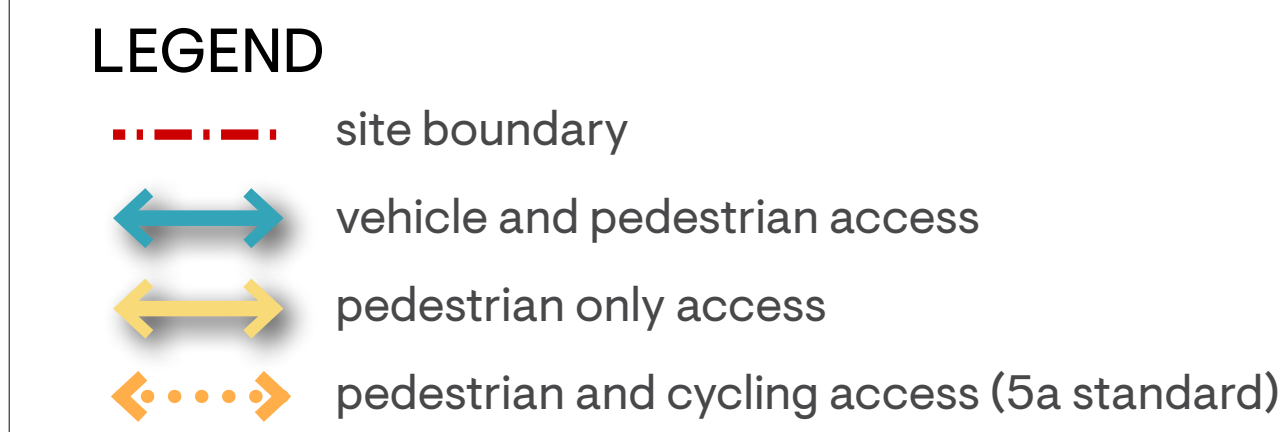 LEGEND
site boundary
vehicle and pedestrian access
pedestrian only access
pedestrian and cycling access (5a standard)